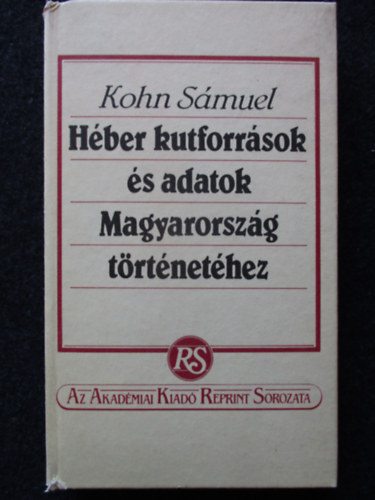 Kohn Sámuel
Héber kutforrások
és adatok
Magyarország
történetéhez
RS
Az Akadémiai Kiadó Reprint Sorozata